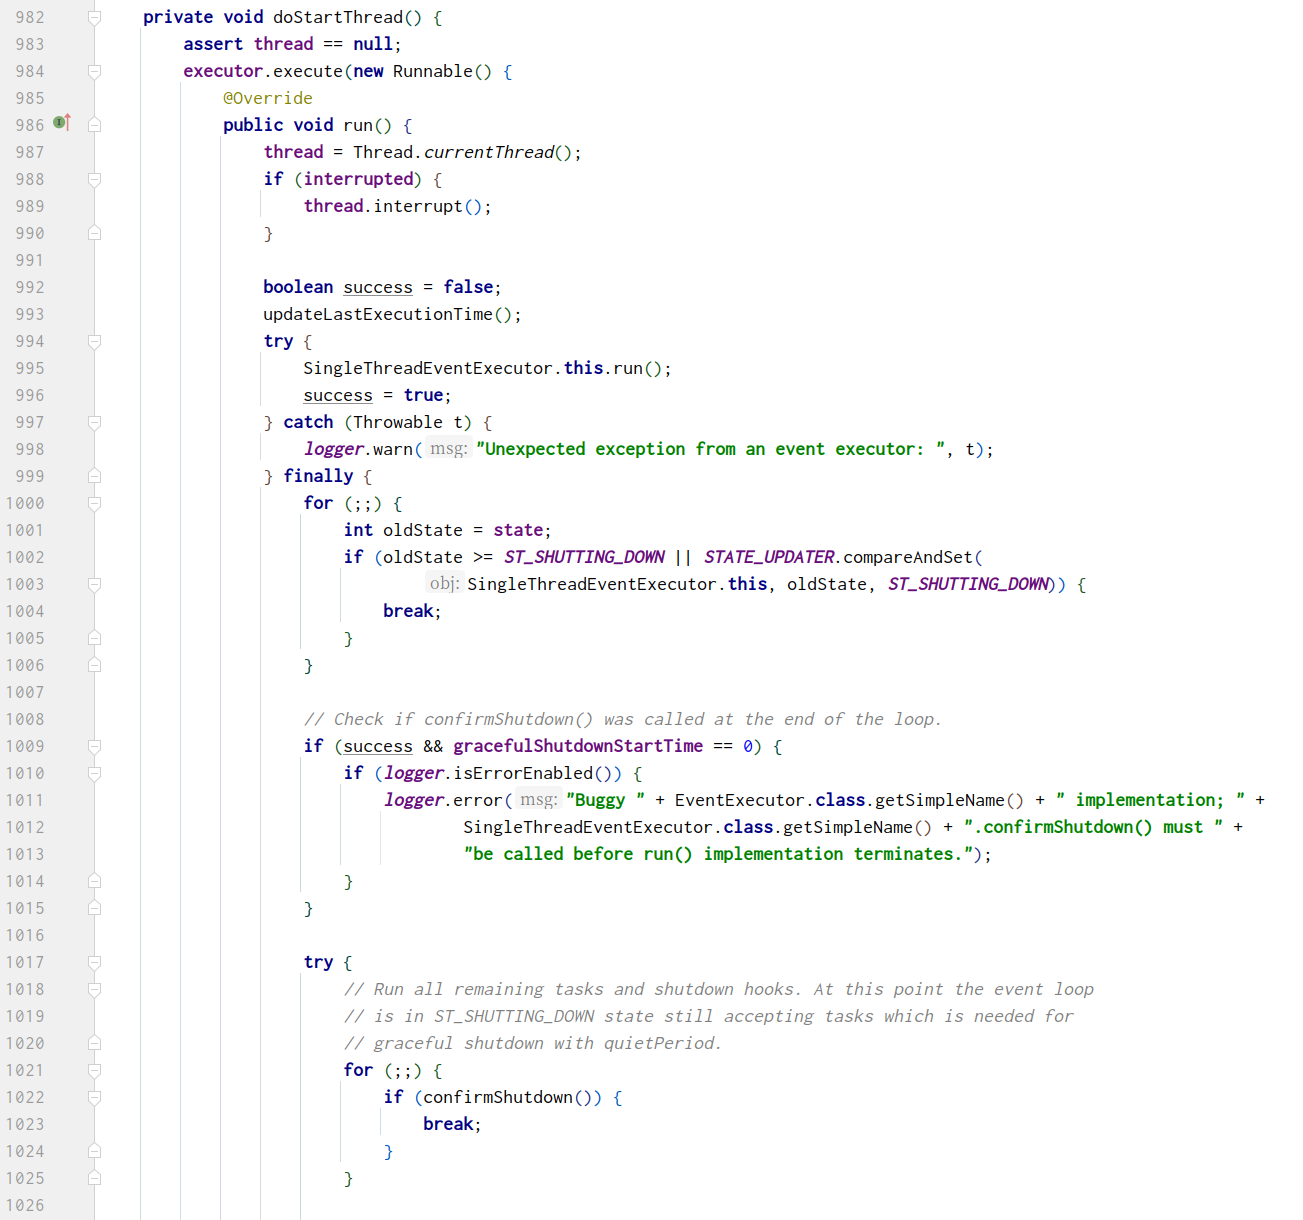 982 private void doStartThread() {
983 assert thread == null;
984 executor.execute(new Runnable() {
985 @Override
986 public void run() {
987 thread = Thread.currentThread();
988 if (interrupted) {
989 thread.interrupt();
990 }
991
992 boolean success = false;
993 updateLastExecutionTime();
994 try {
995 SingleThreadEventExecutor.this.run();
996 success = true;
997 } catch (Throwable t) {
998 logger.warn( msg: "Unexpected exception from an event executor: ", t);
999 } finally {
1000 for (;;) {
1001 int oldState = state;
1002 if (oldState >= ST_SHUTTING_DOWN || STATE_UPDATER.compareAndSet(
1003 obj: SingleThreadEventExecutor.this, oldState, ST_SHUTTING_DOWN)) {
1004 break;
1005 }
1006 }
1007
1008 // Check if confirmShutdown() was called at the end of the loop.
1009 if (success && gracefulShutdownStartTime == 0) {
1010 if (logger.isErrorEnabled()) {
1011 logger.error( msg: "Buggy " + EventExecutor.class.getSimpleName() + " implementation; " +
1012 SingleThreadEventExecutor.class.getSimpleName() + ".confirmShutdown() must " +
1013 "be called before run() implementation terminates.");
1014 }
1015 }
1016
1017 try {
1018 // Run all remaining tasks and shutdown hooks. At this point the event loop
1019 // is in ST_SHUTTING_DOWN state still accepting tasks which is needed for
1020 // graceful shutdown with quietPeriod.
1021 for (;;) {
1022 if (confirmShutdown()) {
1023 break;
1024 }
1025 }
1026